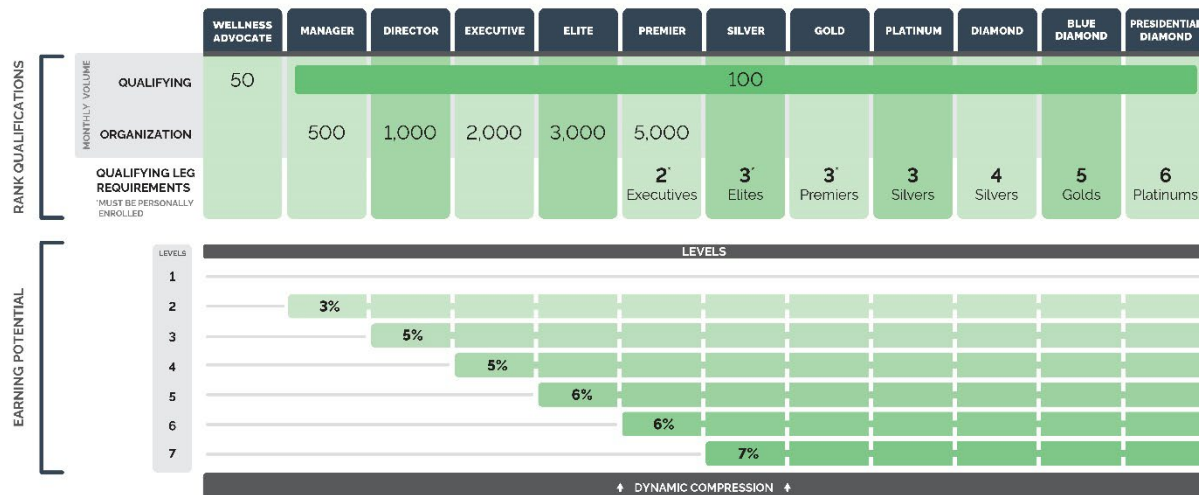 WELLNESS ADVOCATE MANAGER DIRECTOR EXECUTIVE ELITE PREMIER SILVER GOLD PLATINUM DIAMOND BLUE DIAMOND PRESIDENTIAL DIAMOND
RANK QUALIFICATIONS
MONTHLY VOLUME
QUALIFYING 50 100
ORGANIZATION 500 1,000 2,000 3,000 5,000
QUALIFYING LEG REQUIREMENTS
*MUST BE PERSONALLY ENROLLED
2* 3* 3* 3 4 5 6
Executives Elites Premiers Silvers Silvers Golds Platinums
EARNING POTENTIAL
LEVELS LEVELS
1
2 3%
3 5%
4 5%
5 6%
6 6%
7 7%
DYNAMIC COMPRESSION